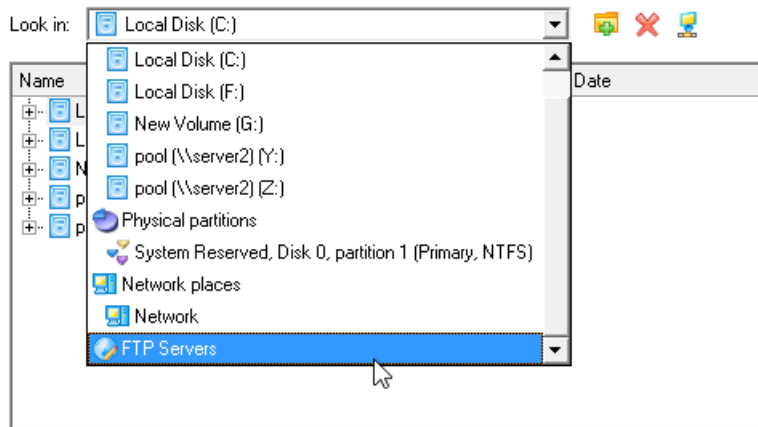 Look in: Local Disk (C:)
Local Disk (C:)
Name Date
Local Disk (F:)
L
New Volume (G:)
L
pool (\\server2) (Y:)
N
pool (\\server2) (Z:)
p
Physical partitions
p
System Reserved, Disk 0, partition 1 (Primary, NTFS)
Network places
Network
FTP Servers